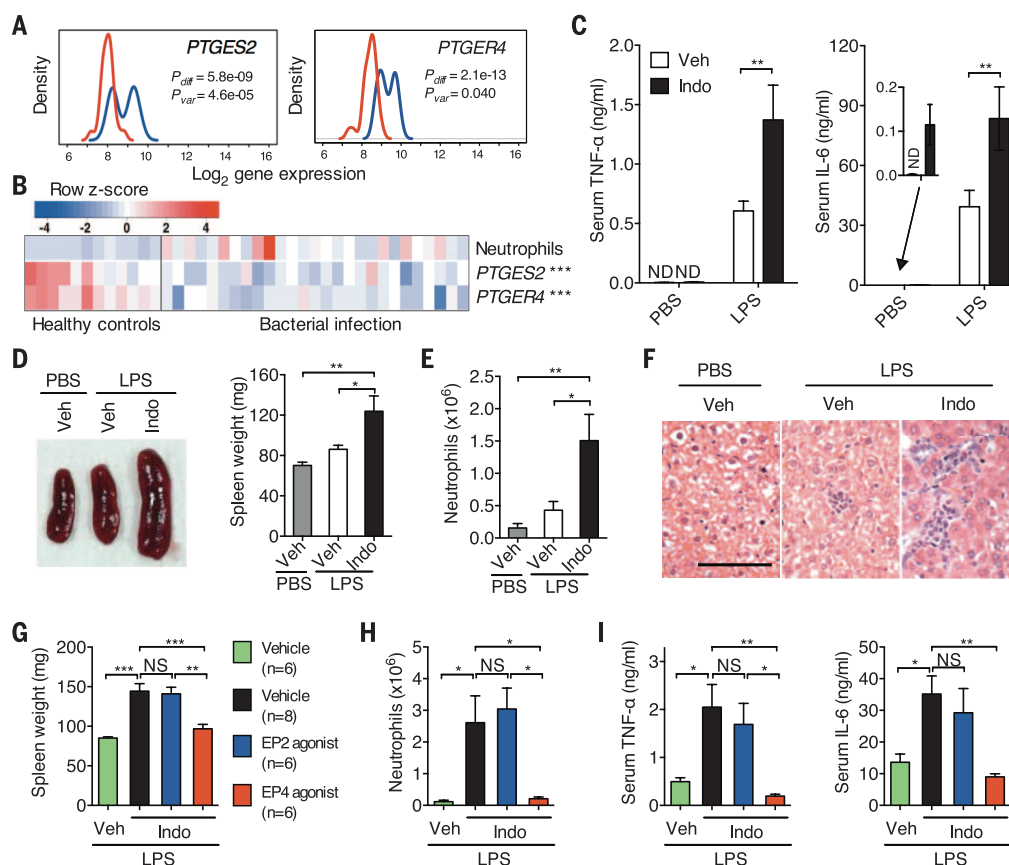 A
PTGES2
P diff = 5.8e-09
P var = 4.6e-05
Density
6 8 10 12 14 16
PTGER4
P diff = 2.1e-13
P var = 0.040
Density
6 8 10 12 14 16
Log2 gene expression
B
Row z-score
-4 -2 0 2 4
Neutrophils
PTGES2 ***
PTGER4 ***
Healthy controls Bacterial infection
C
Serum TNF-α (ng/ml)
2.0
1.5
1.0
0.5
0.0
Veh
Indo
**
ND ND
PBS LPS
Serum IL-6 (ng/ml)
120
90
60
30
0
**
0.2
0.1
0.0
ND
PBS LPS
D
PBS LPS
Veh Veh Indo
Spleen weight (mg)
160
120
80
40
0
**
*
Veh Veh Indo
PBS LPS
E
Neutrophils (x10⁶)
2.5
2.0
1.5
1.0
0.5
0.0
**
*
Veh Veh Indo
PBS LPS
F
PBS LPS
Veh Veh Indo
G
Spleen weight (mg)
200
150
100
50
0
***
*** NS **
Veh Indo
LPS
Vehicle
(n=6)
Vehicle
(n=8)
EP2 agonist
(n=6)
EP4 agonist
(n=6)
H
Neutrophils (x10⁶)
5
4
3
2
1
0
*
* NS *
Veh Indo
LPS
I
Serum TNF-α (ng/ml)
3
2
1
0
**
* NS *
Veh Indo
LPS
Serum IL-6 (ng/ml)
50
40
30
20
10
0
**
* NS
Veh Indo
LPS